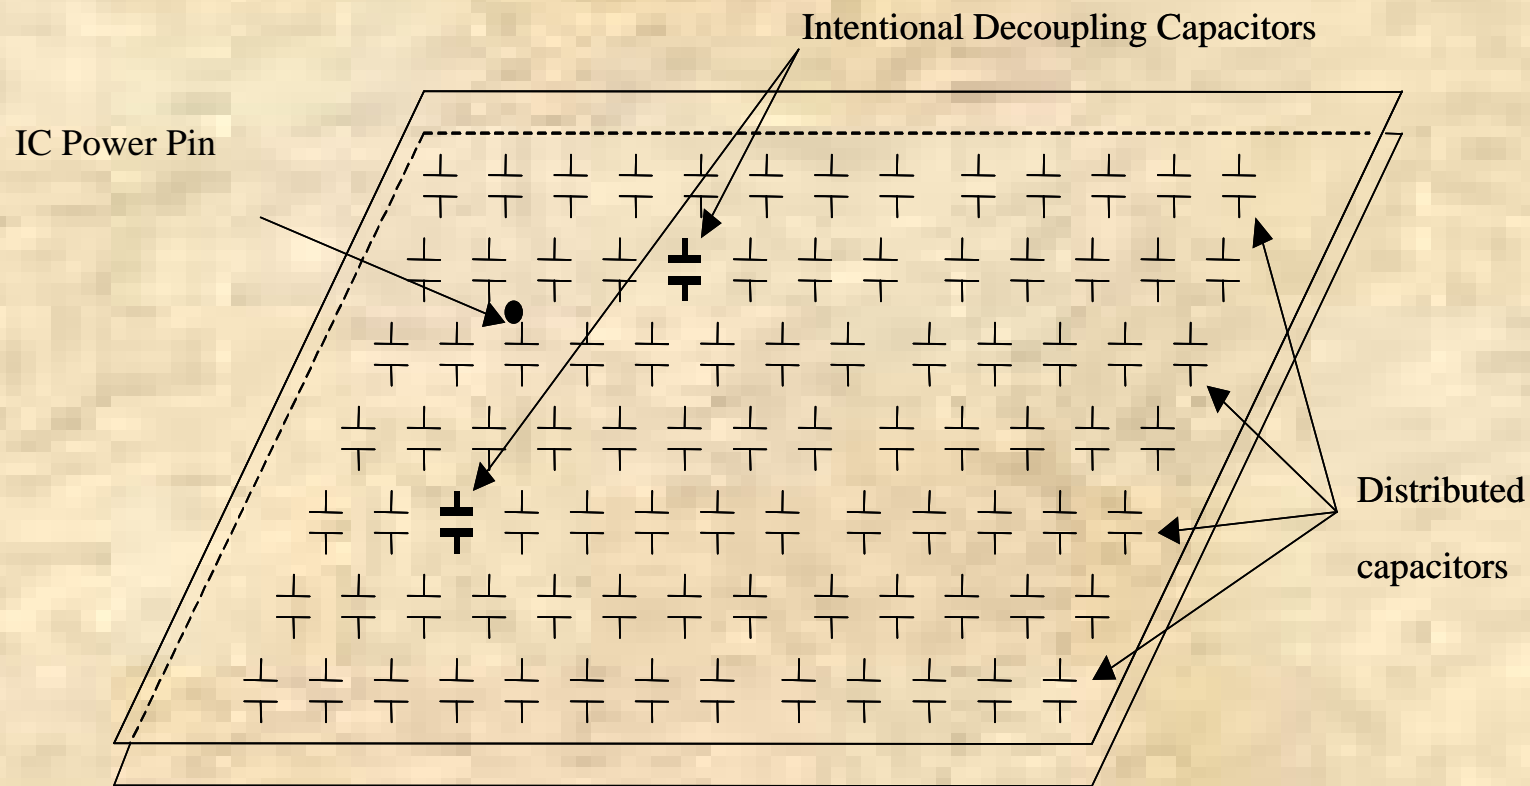 Intentional Decoupling Capacitors
IC Power Pin
Distributed
capacitors